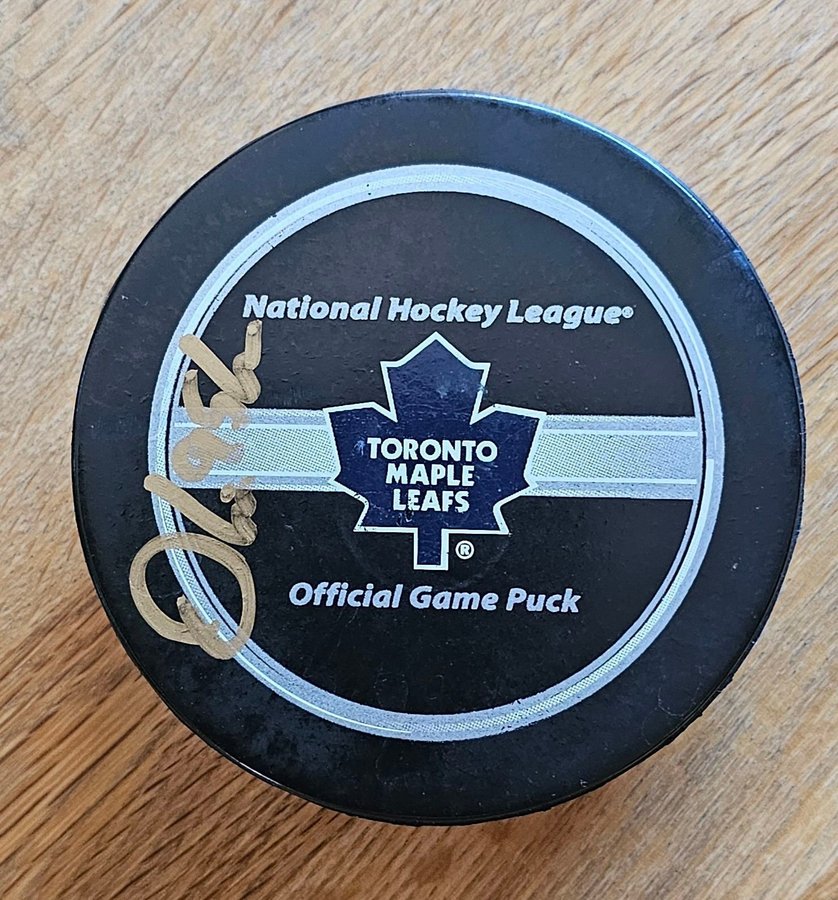 National Hockey League®
TORONTO
MAPLE
LEAFS
®
Official Game Puck